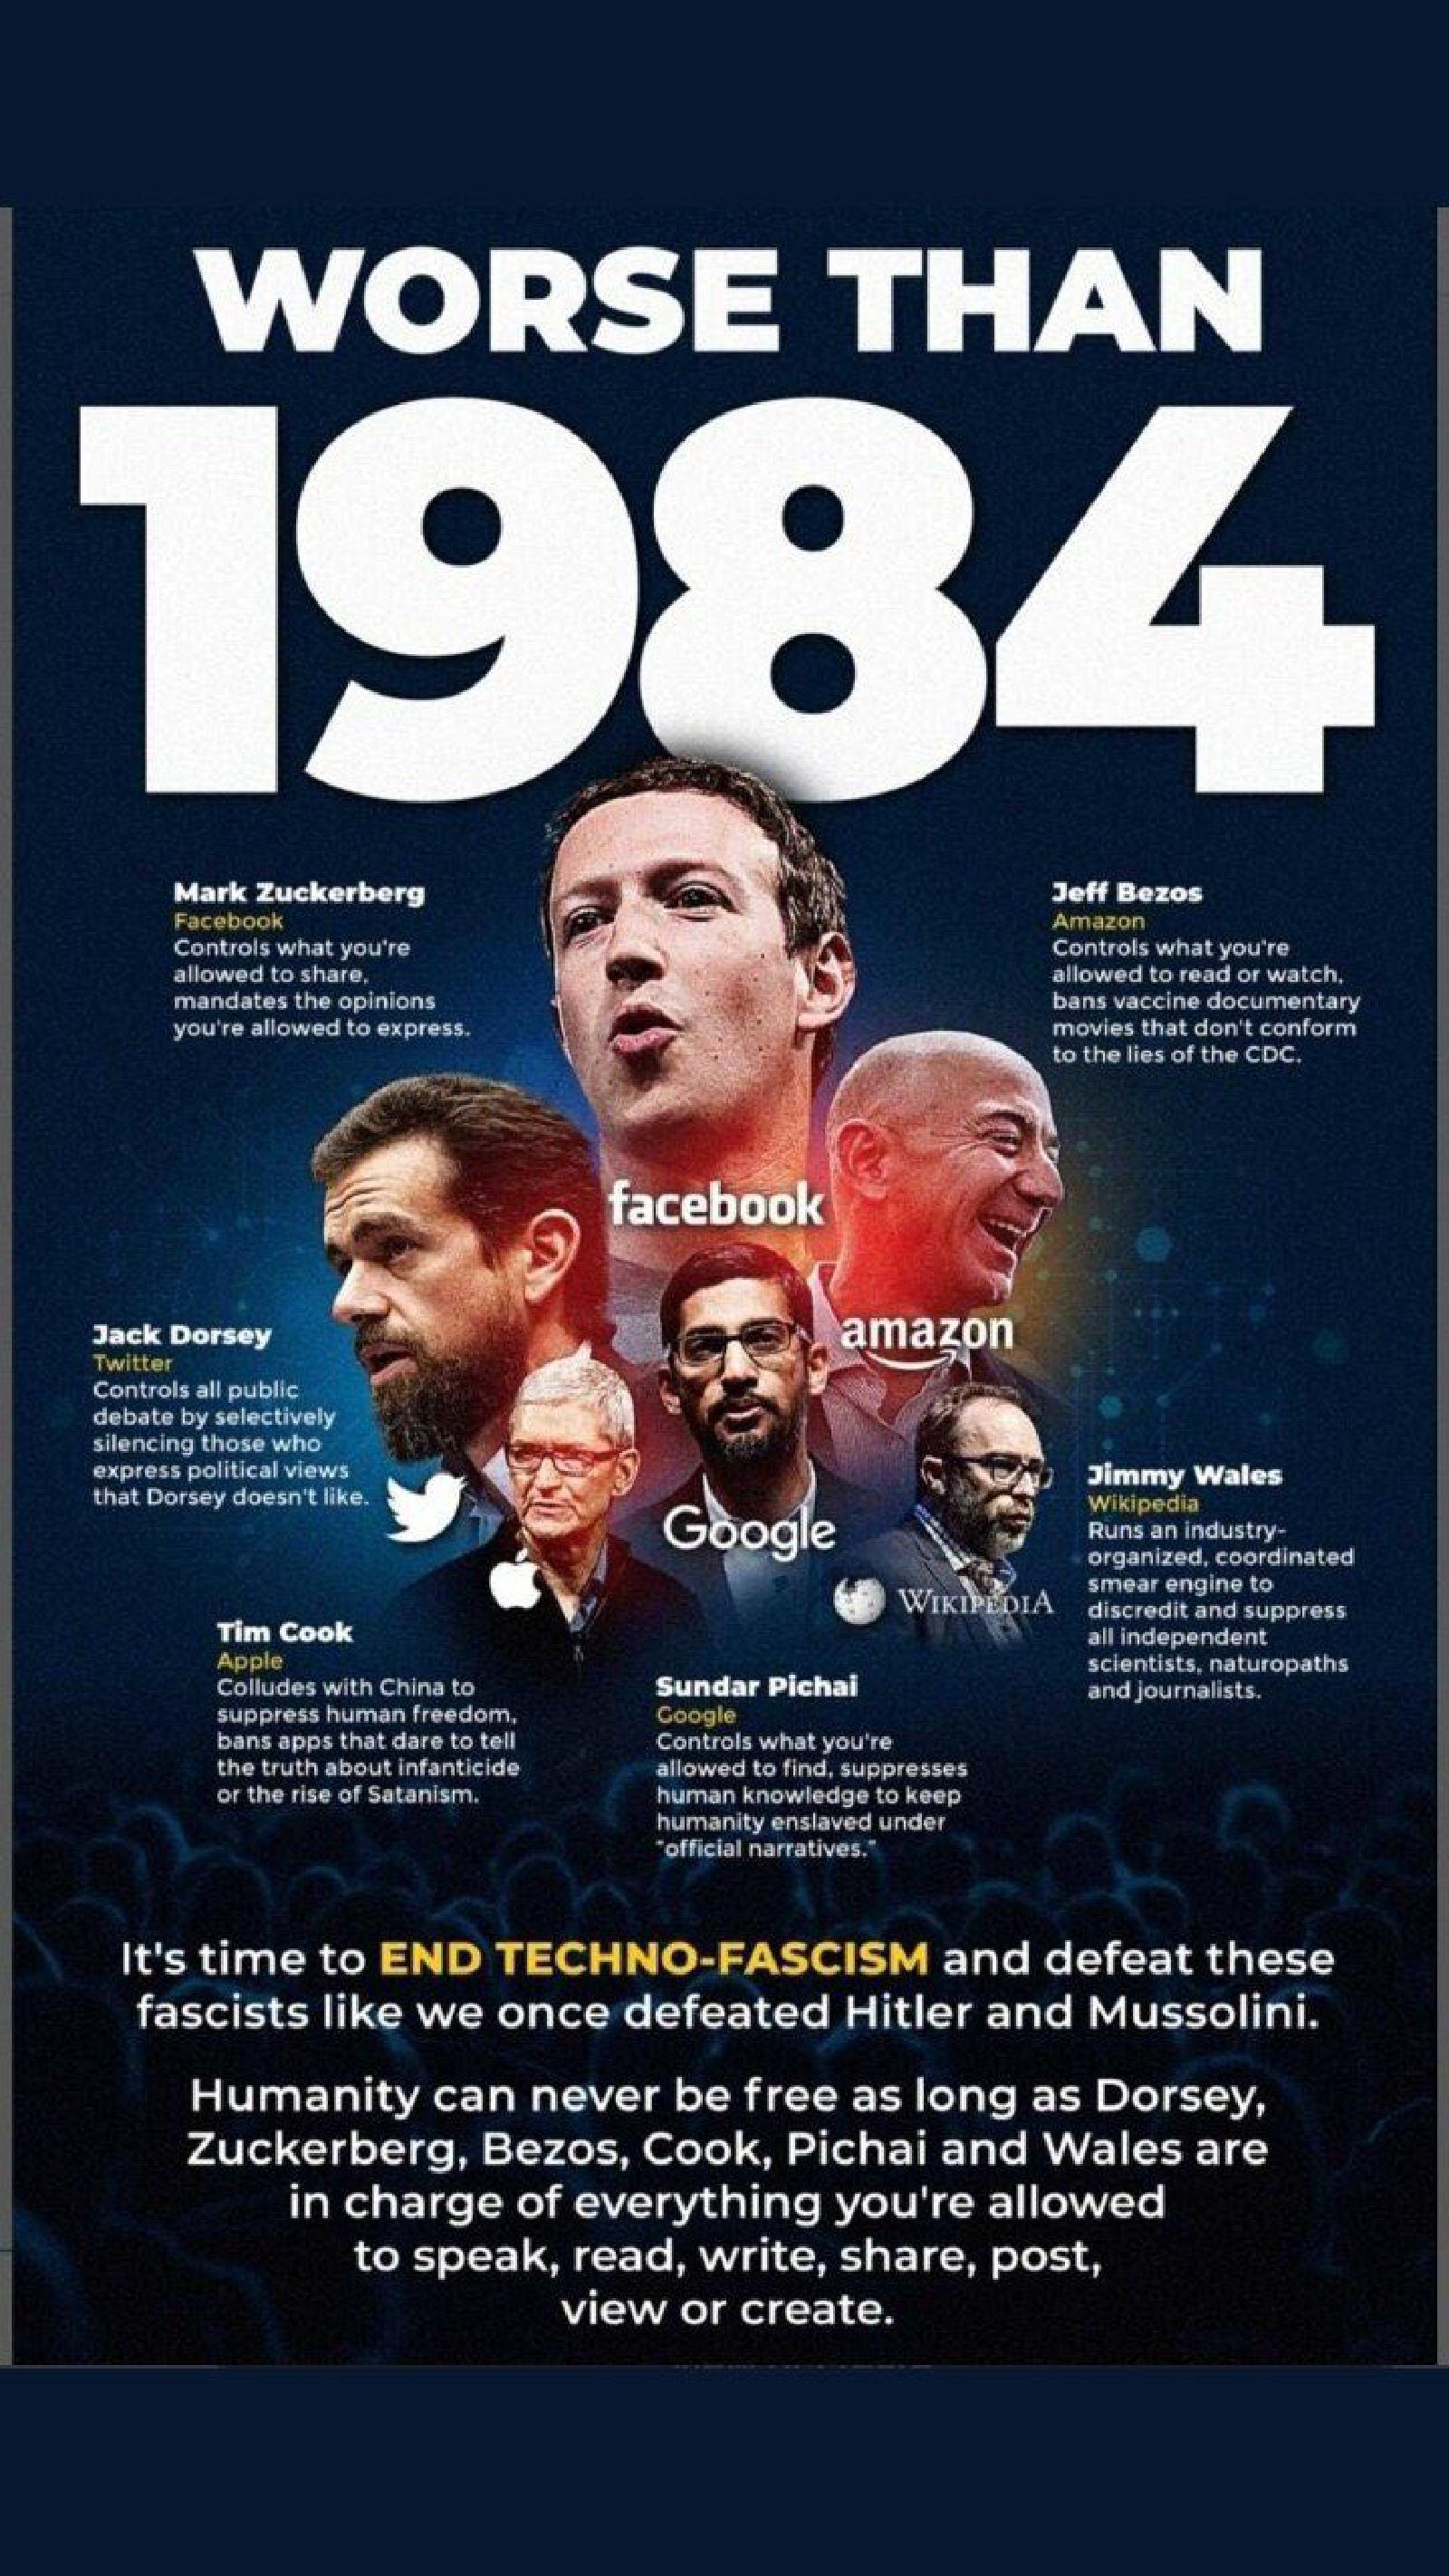 WORSE THAN
1984
Mark Zuckerberg
Facebook
Controls what you're
allowed to share,
mandates the opinions
you're allowed to express.
Jeff Bezos
Amazon
Controls what you're
allowed to read or watch,
bans vaccine documentary
movies that don't conform
to the lies of the CDC.
facebook
amazon
Jack Dorsey
Twitter
Controls all public
debate by selectively
silencing those who
express political views
that Dorsey doesn't like.
Google
WIKIPEDIA
Jimmy Wales
Wikipedia
Runs an industry-
organized, coordinated
smear engine to
discredit and suppress
all independent
scientists, naturopaths
and journalists.
Tim Cook
Apple
Colludes with China to
suppress human freedom,
bans apps that dare to tell
the truth about infanticide
or the rise of Satanism.
Sundar Pichai
Google
Controls what you're
allowed to find, suppresses
human knowledge to keep
humanity enslaved under
"official narratives."
It's time to END TECHNO-FASCISM and defeat these
fascists like we once defeated Hitler and Mussolini.
Humanity can never be free as long as Dorsey,
Zuckerberg, Bezos, Cook, Pichai and Wales are
in charge of everything you're allowed
to speak, read, write, share, post,
view or create.